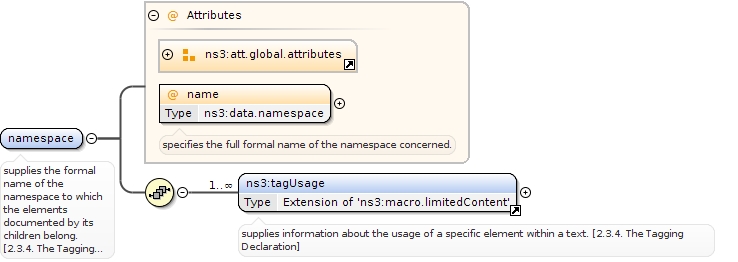 Attributes
ns3:att.global.attributes
@ name
Type ns3:data.namespace
specifies the full formal name of the namespace concerned.
namespace
supplies the formal
name of the
namespace to which
the elements
documented by its
children belong.
[2.3.4. The Tagging...
1..∞
ns3:tagUsage
Type Extension of 'ns3:macro.limitedContent'
supplies information about the usage of a specific element within a text. [2.3.4. The Tagging
Declaration]